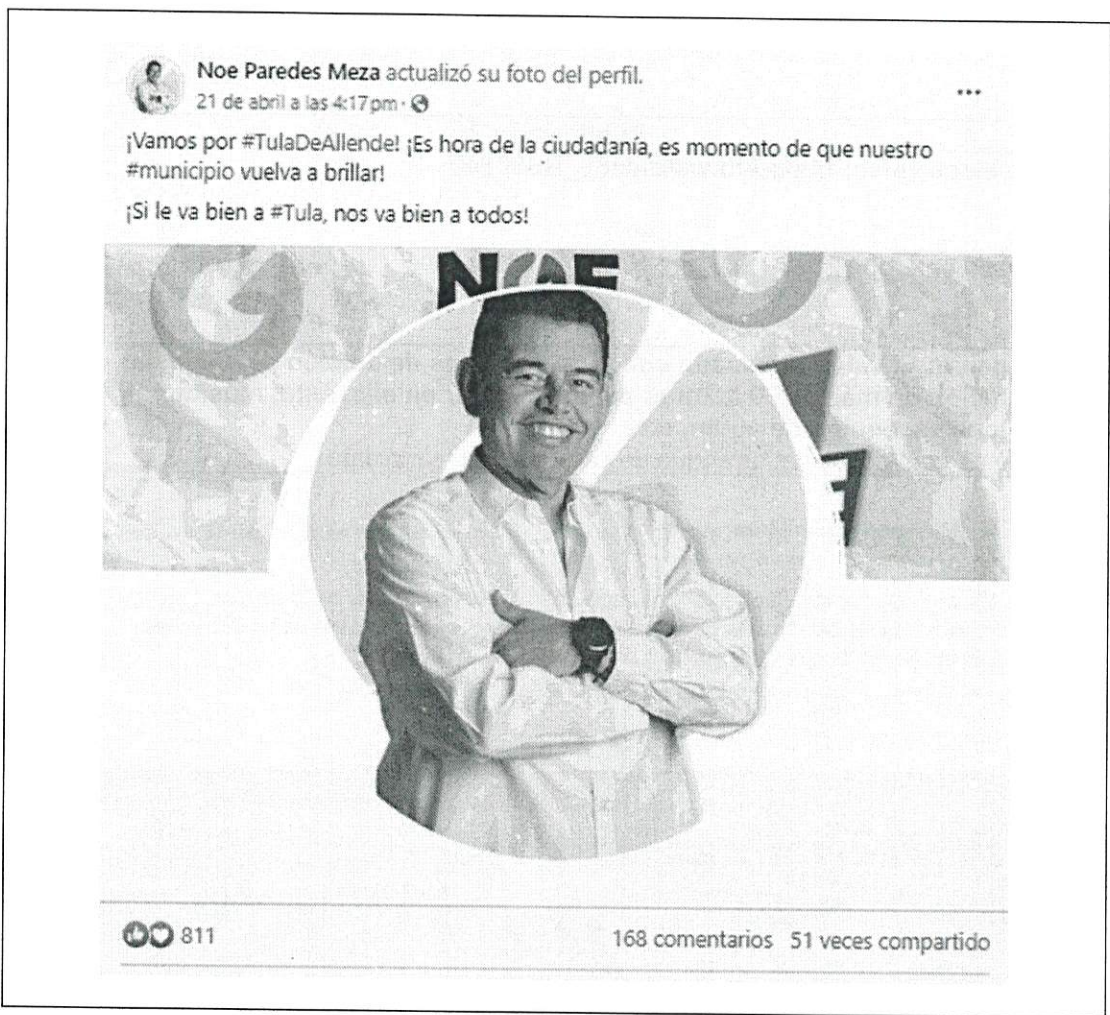 Noe Paredes Meza actualizó su foto del perfil.
21 de abril a las 4:17pm ·
¡Vamos por #TulaDeAllende! ¡Es hora de la ciudadanía, es momento de que nuestro
#municipio vuelva a brillar!
¡Si le va bien a #Tula, nos va bien a todos!
NOE
811
168 comentarios 51 veces compartido